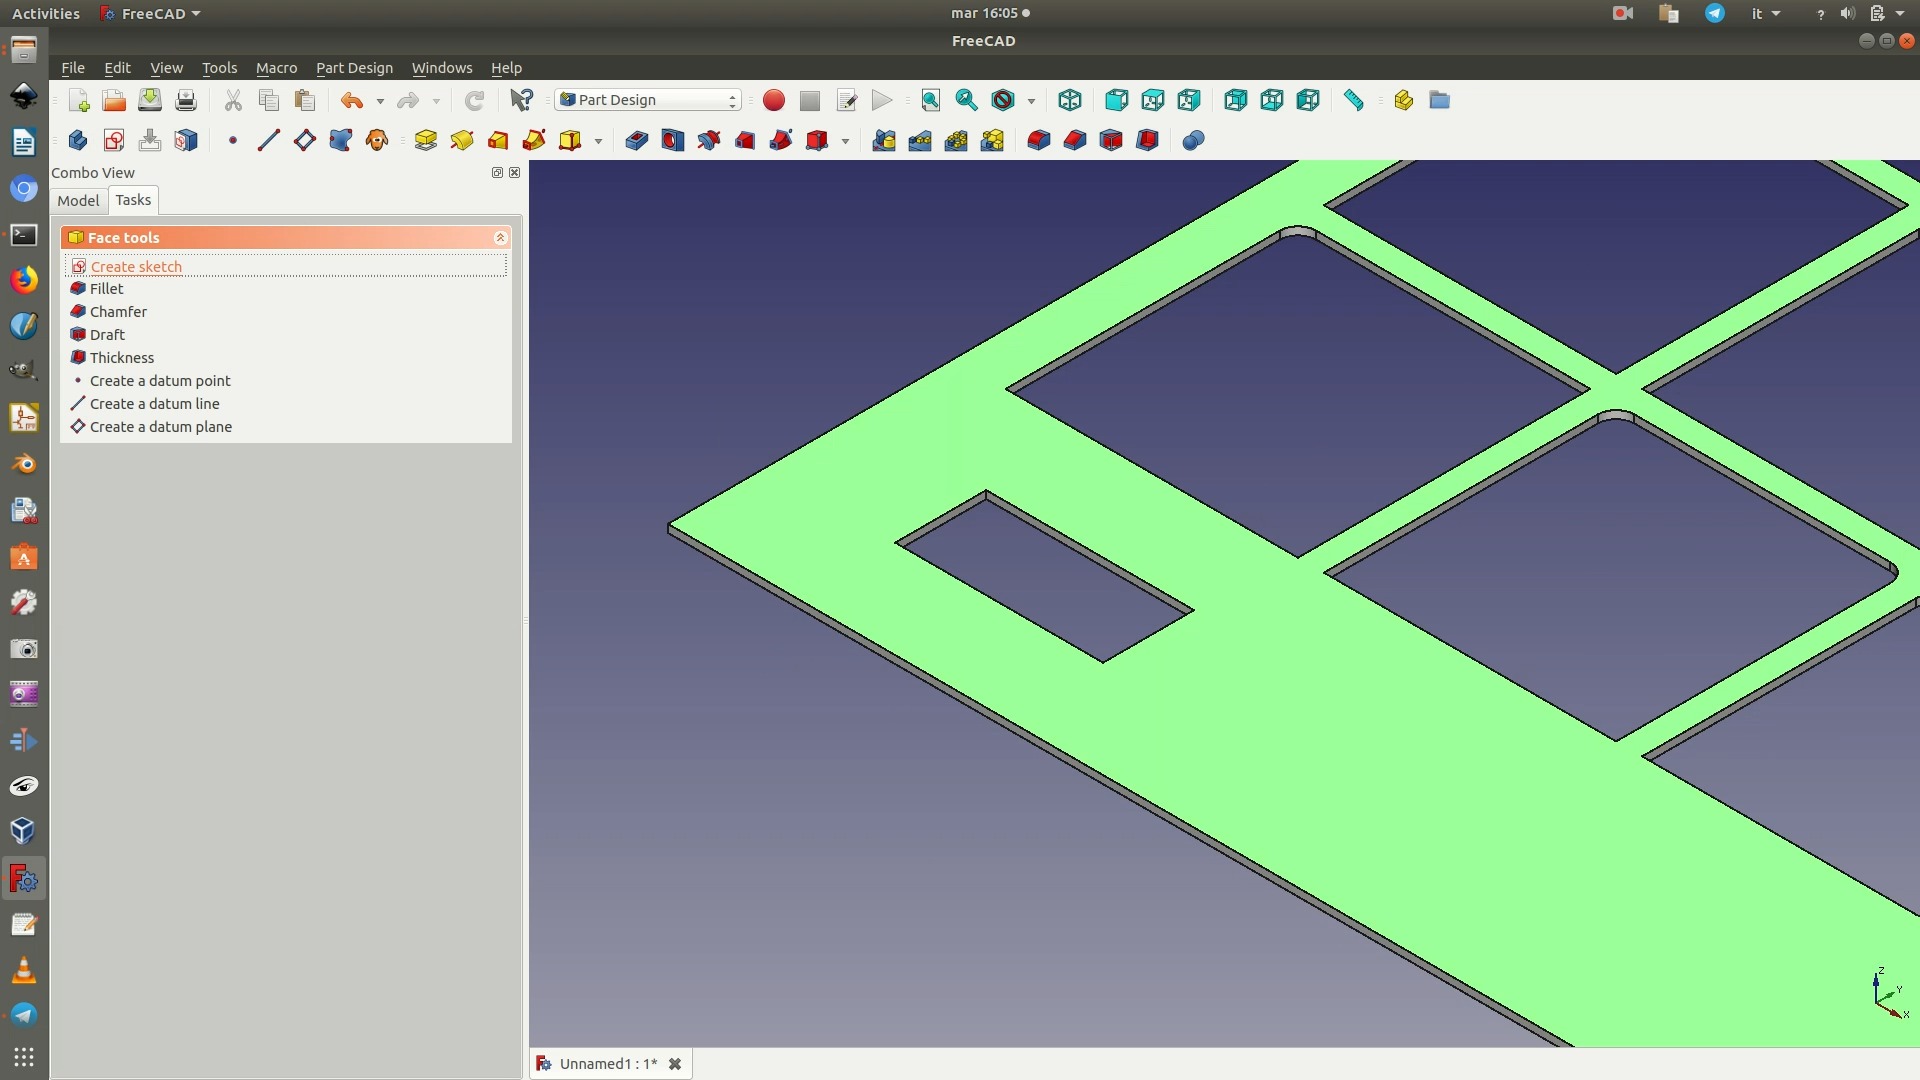 Activities FreeCAD mar 16:05 it ?
FreeCAD
File Edit View Tools Macro Part Design Windows Help
Part Design
Combo View
Model Tasks
Face tools
Create sketch
Fillet
Chamfer
Draft
Thickness
Create a datum point
Create a datum line
Create a datum plane
Z
Y
X
Unnamed1 : 1*